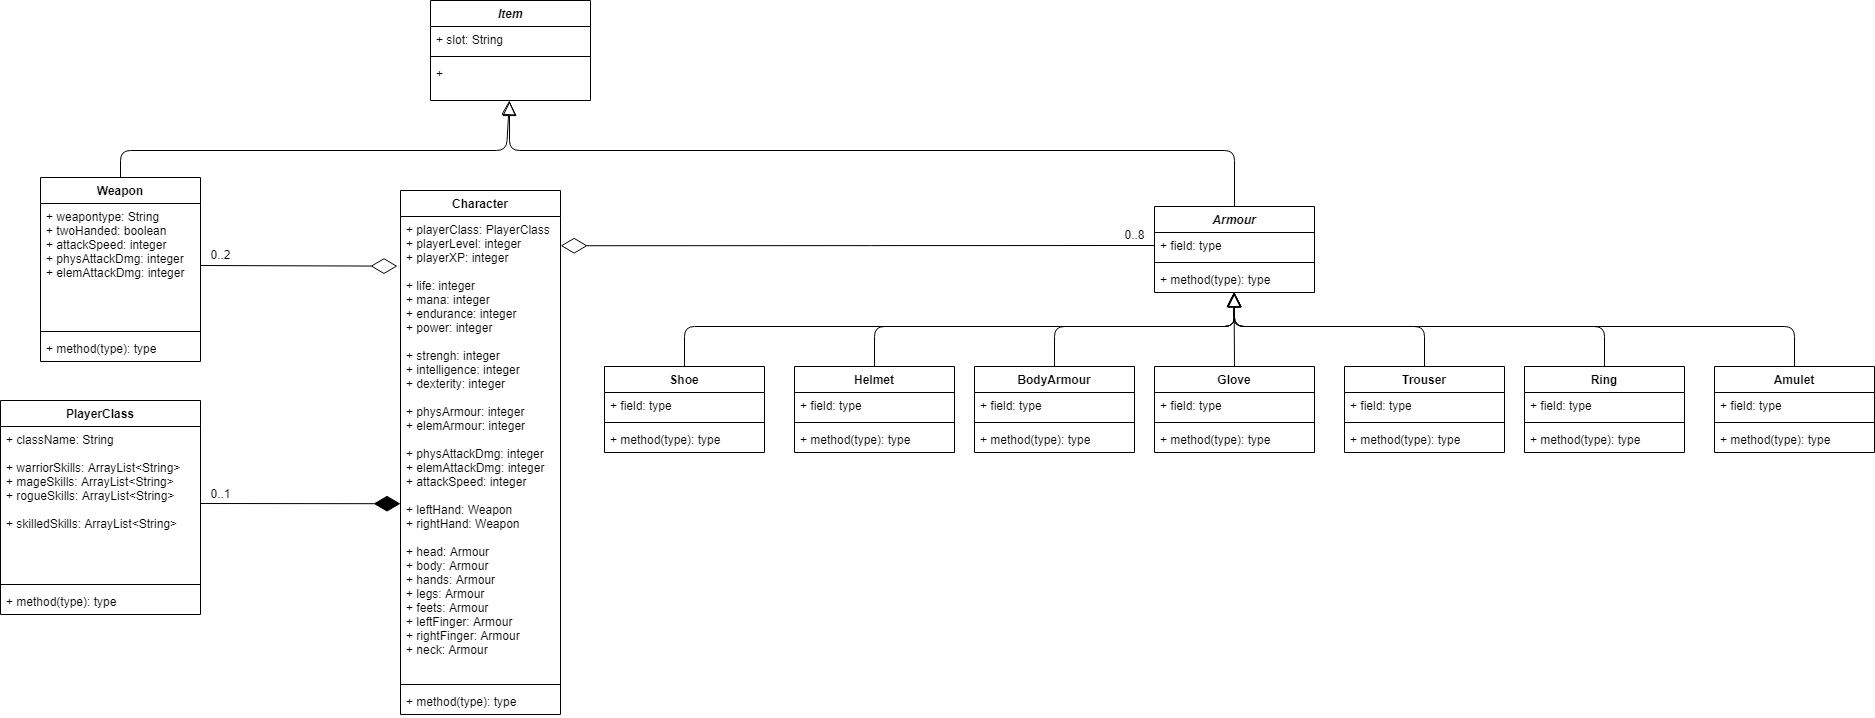 Item
+ slot: String
+
Weapon
+ weapontype: String
+ twoHanded: boolean
+ attackSpeed: integer
+ physAttackDmg: integer
+ elemAttackDmg: integer
+ method(type): type
0..2
PlayerClass
+ className: String
+ warriorSkills: ArrayList<String>
+ mageSkills: ArrayList<String>
+ rogueSkills: ArrayList<String>
+ skilledSkills: ArrayList<String>
+ method(type): type
0..1
Character
+ playerClass: PlayerClass
+ playerLevel: integer
+ playerXP: integer
+ life: integer
+ mana: integer
+ endurance: integer
+ power: integer
+ strengh: integer
+ intelligence: integer
+ dexterity: integer
+ physArmour: integer
+ elemArmour: integer
+ physAttackDmg: integer
+ elemAttackDmg: integer
+ attackSpeed: integer
+ leftHand: Weapon
+ rightHand: Weapon
+ head: Armour
+ body: Armour
+ hands: Armour
+ legs: Armour
+ feets: Armour
+ leftFinger: Armour
+ rightFinger: Armour
+ neck: Armour
+ method(type): type
0..8
Armour
+ field: type
+ method(type): type
Shoe
+ field: type
+ method(type): type
Helmet
+ field: type
+ method(type): type
BodyArmour
+ field: type
+ method(type): type
Glove
+ field: type
+ method(type): type
Trouser
+ field: type
+ method(type): type
Ring
+ field: type
+ method(type): type
Amulet
+ field: type
+ method(type): type